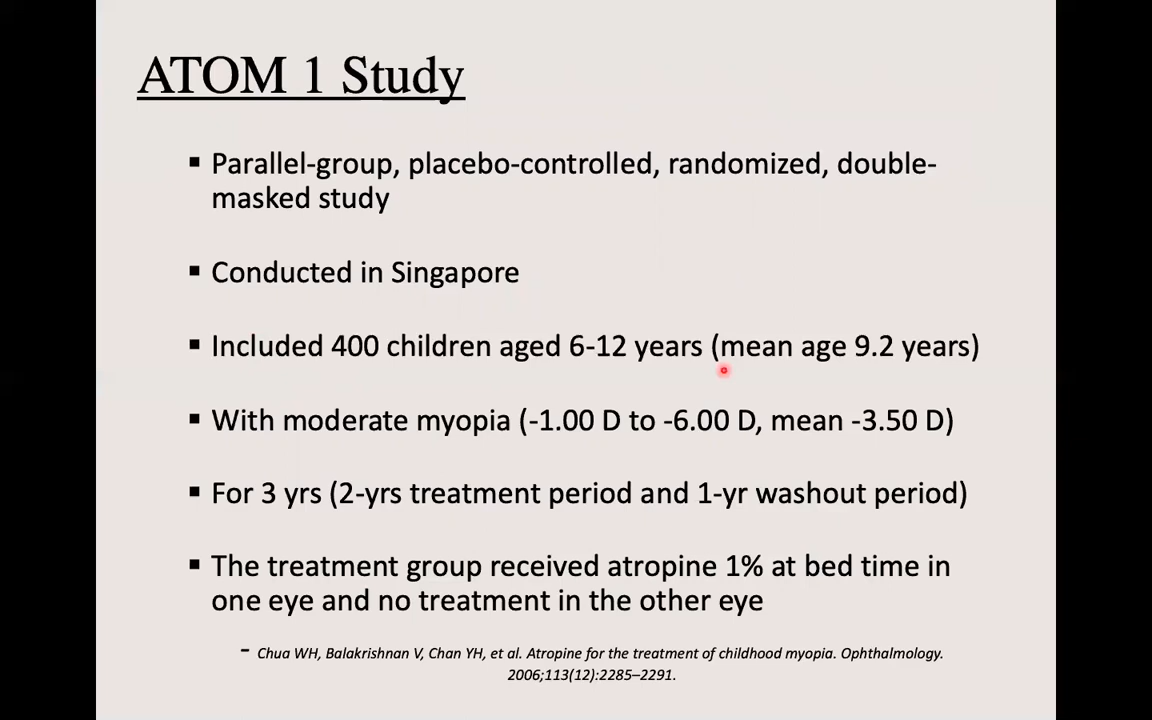 ATOM 1 Study
▪ Parallel-group, placebo-controlled, randomized, double-
masked study
▪ Conducted in Singapore
▪ Included 400 children aged 6-12 years (mean age 9.2 years)
▪ With moderate myopia (-1.00 D to -6.00 D, mean -3.50 D)
▪ For 3 yrs (2-yrs treatment period and 1-yr washout period)
▪ The treatment group received atropine 1% at bed time in
one eye and no treatment in the other eye
- Chua WH, Balakrishnan V, Chan YH, et al. Atropine for the treatment of childhood myopia. Ophthalmology.
2006;113(12):2285–2291.